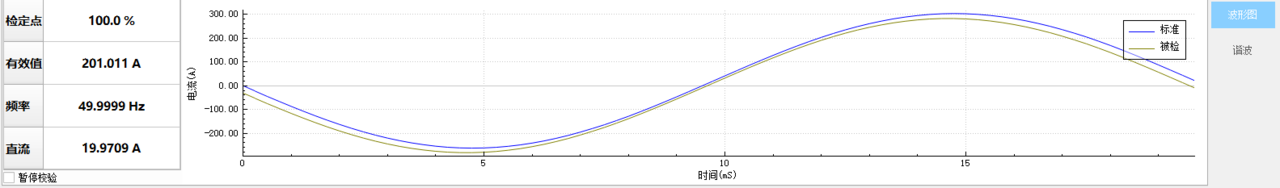 检定点 100.0 %
有效值 201.011 A
频率 49.9999 Hz
直流 19.9709 A
暂停校验
电流(A)
300.00
200.00
100.00
0.00
-100.00
-200.00
0 5 10 15
时间(mS)
标准
被检
波形图
谐波